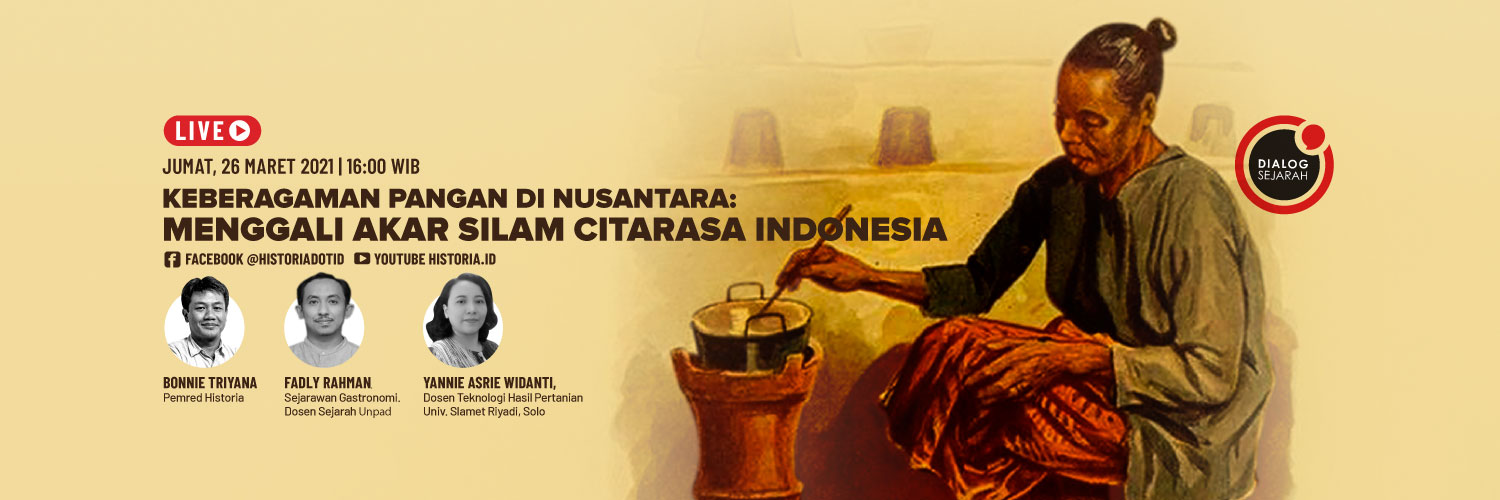 LIVE
JUMAT, 26 MARET 2021 | 16:00 WIB
KEBERAGAMAN PANGAN DI NUSANTARA:
MENGGALI AKAR SILAM CITARASA INDONESIA
FACEBOOK @HISTORIADOTID YOUTUBE HISTORIA.ID
BONNIE TRIYANA
Pemred Historia
FADLY RAHMAN
Sejarawan Gastronomi.
Dosen Sejarah Unpad
YANNIE ASRIE WIDANTI,
Dosen Teknologi Hasil Pertanian
Univ. Slamet Riyadi, Solo
DIALOG
SEJARAH